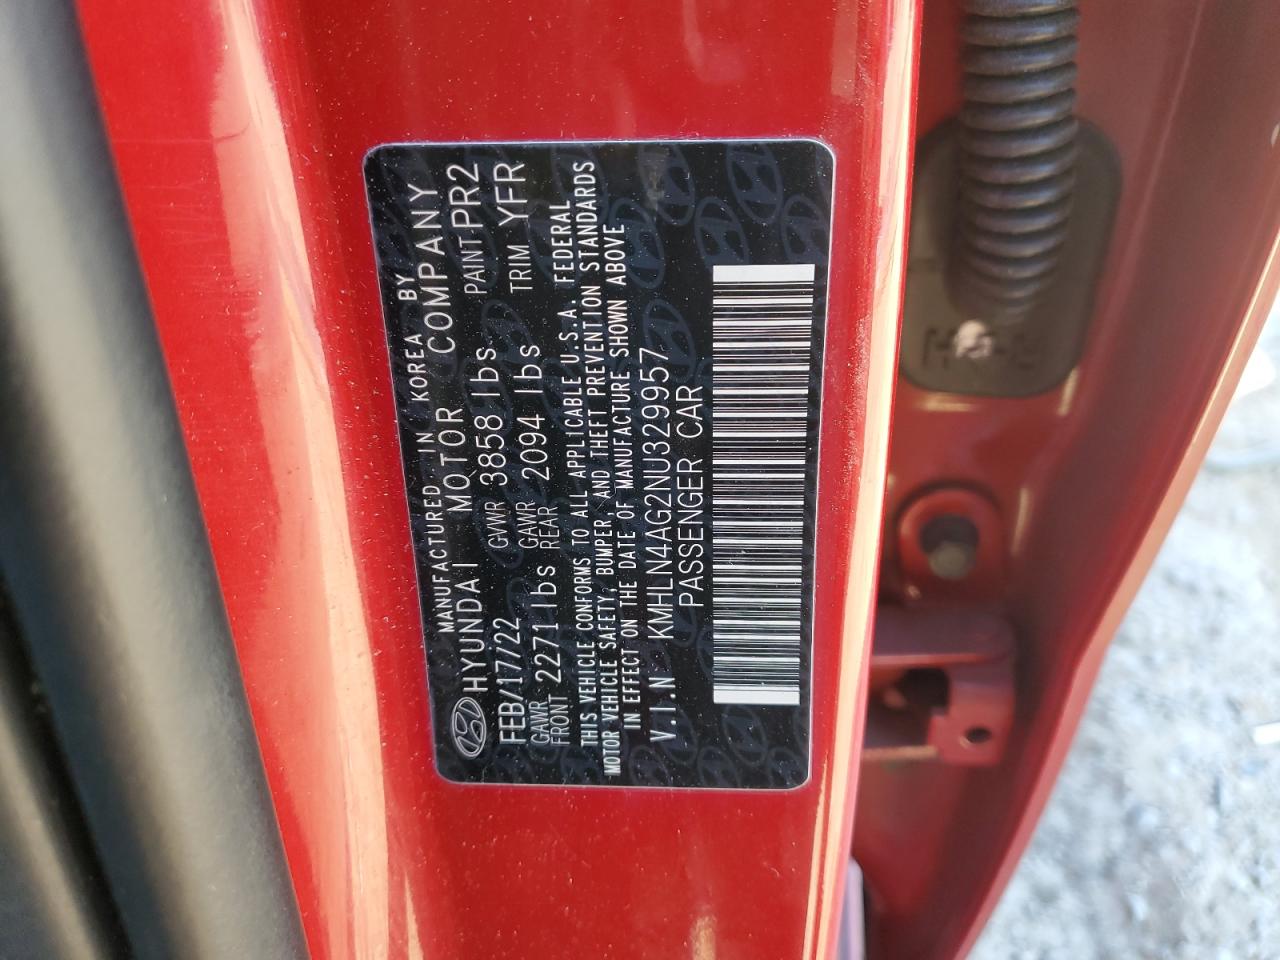 MANUFACTURED IN KOREA BY
HYUNDAI MOTOR COMPANY
FEB/17/22 GVWR 3858 lbs PAINT PR2
GAWR FRONT 2271 lbs GAWR REAR 2094 lbs TRIM YFR
THIS VEHICLE CONFORMS TO ALL APPLICABLE U.S.A. FEDERAL
MOTOR VEHICLE SAFETY, BUMPER, AND THEFT PREVENTION STANDARDS
IN EFFECT ON THE DATE OF MANUFACTURE SHOWN ABOVE
V.I.N KMHLN4AG2NU329957
PASSENGER CAR